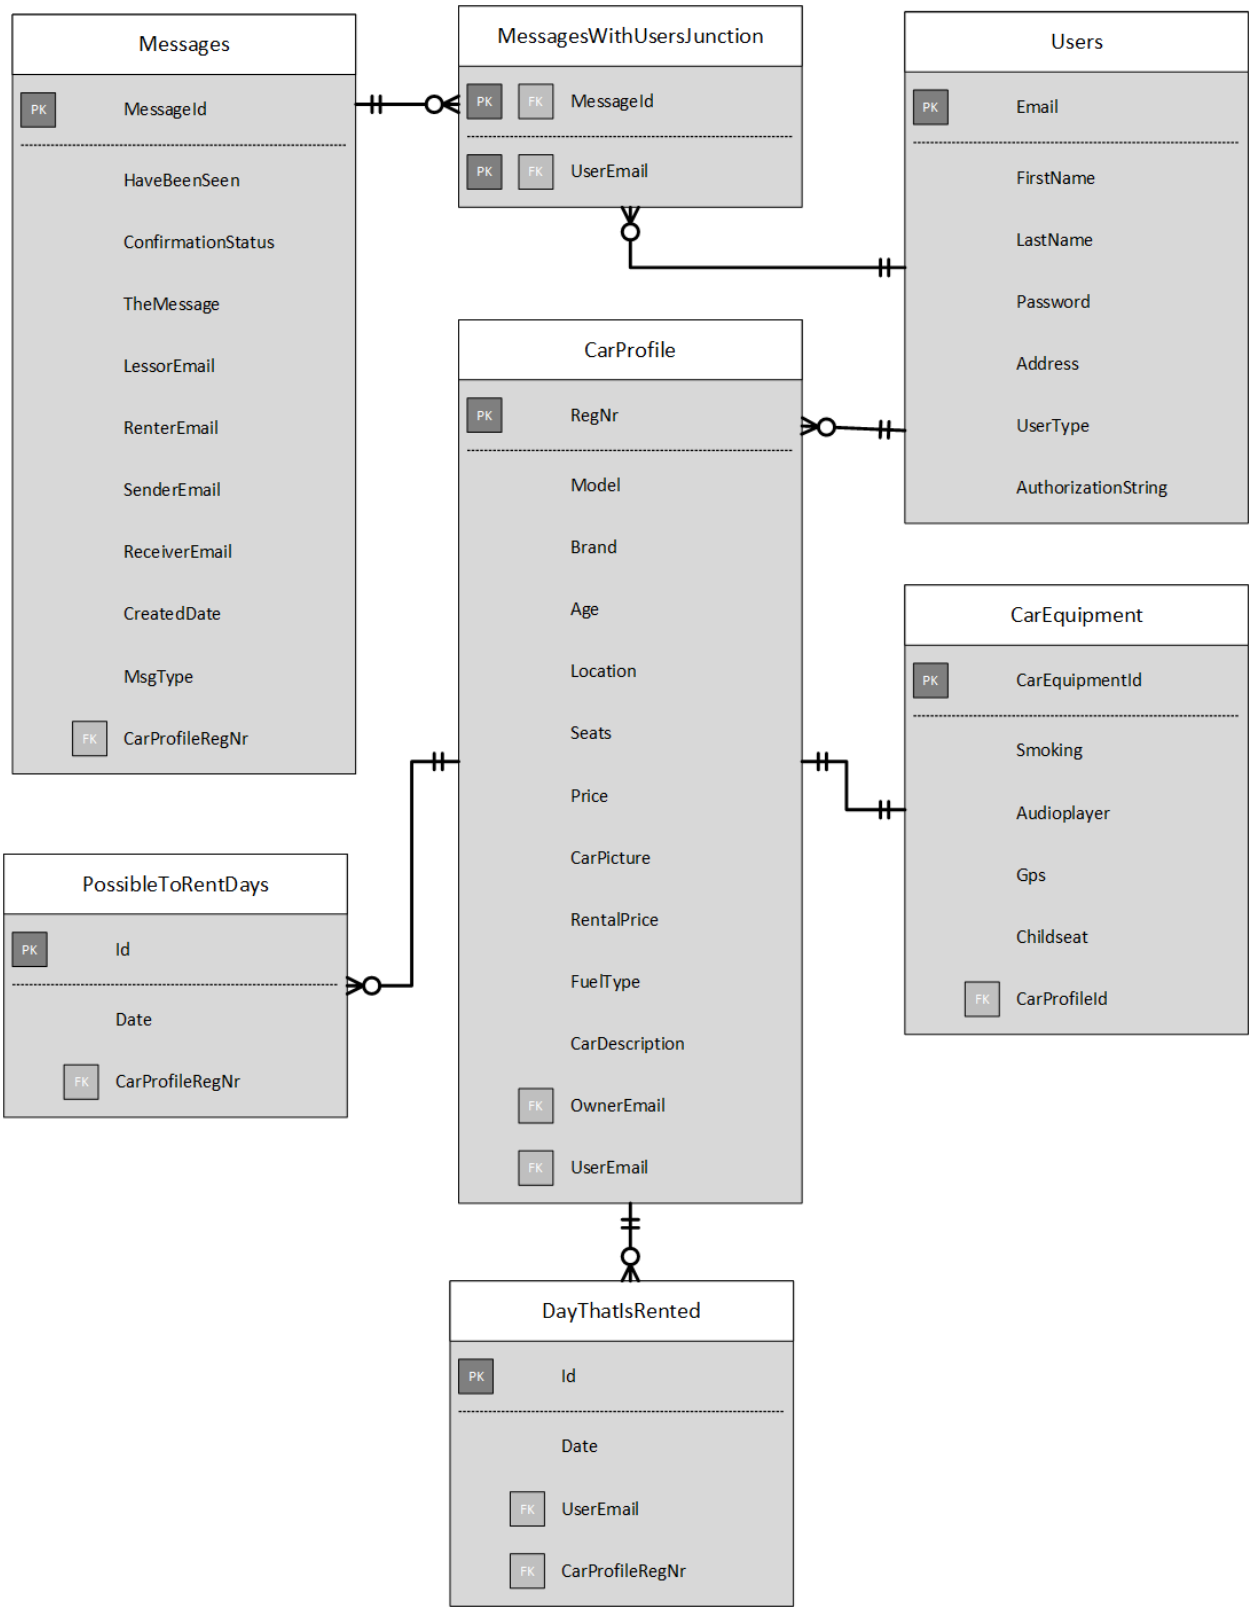 Messages
PK MessageId
HaveBeenSeen
ConfirmationStatus
TheMessage
LessorEmail
RenterEmail
SenderEmail
ReceiverEmail
CreatedDate
MsgType
FK CarProfileRegNr
MessagesWithUsersJunction
PK FK MessageId
PK FK UserEmail
Users
PK Email
FirstName
LastName
Password
Address
UserType
AuthorizationString
CarProfile
PK RegNr
Model
Brand
Age
Location
Seats
Price
CarPicture
RentalPrice
FuelType
CarDescription
FK OwnerEmail
FK UserEmail
CarEquipment
PK CarEquipmentId
Smoking
Audioplayer
Gps
Childseat
FK CarProfileId
PossibleToRentDays
PK Id
Date
FK CarProfileRegNr
DayThatIsRented
PK Id
Date
FK UserEmail
FK CarProfileRegNr